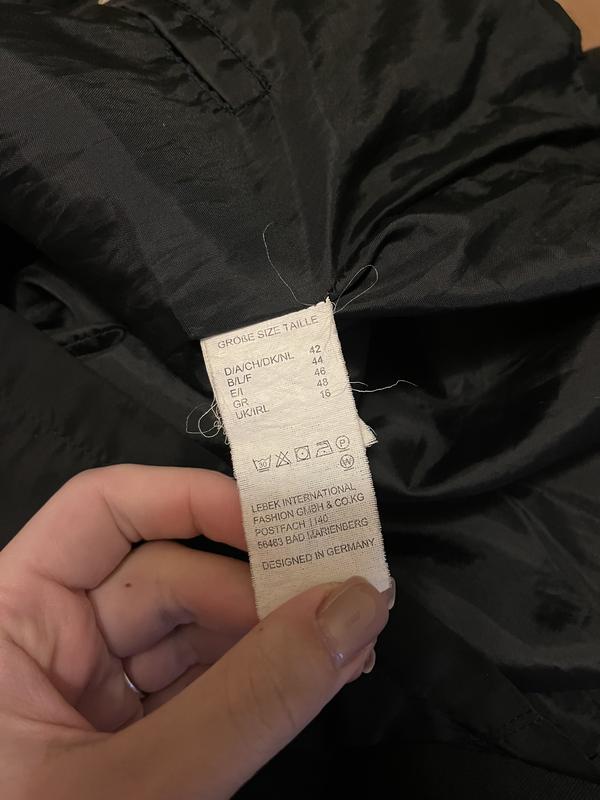 GRÖßE SIZE TAILLE
D/A/CH/DK/NL 42
B/L/F 44
E/I 46
GR 48
UK/IRL 16
30 P
W
LEBEK INTERNATIONAL
FASHION GMBH & CO.KG
POSTFACH 1140
56463 BAD MARIENBERG
DESIGNED IN GERMANY